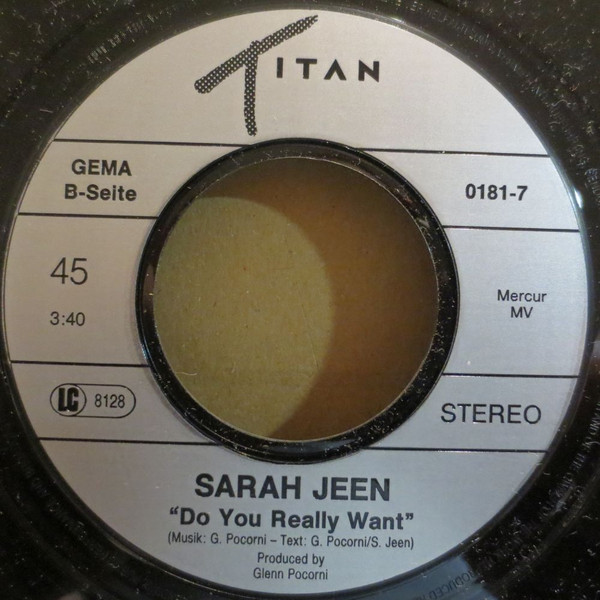 TITAN
GEMA
B-Seite
0181-7
45
3:40
Mercur
MV
LC 8128
STEREO
SARAH JEEN
“Do You Really Want”
(Musik: G. Pocorni – Text: G. Pocorni/S. Jeen)
Produced by
Glenn Pocorni